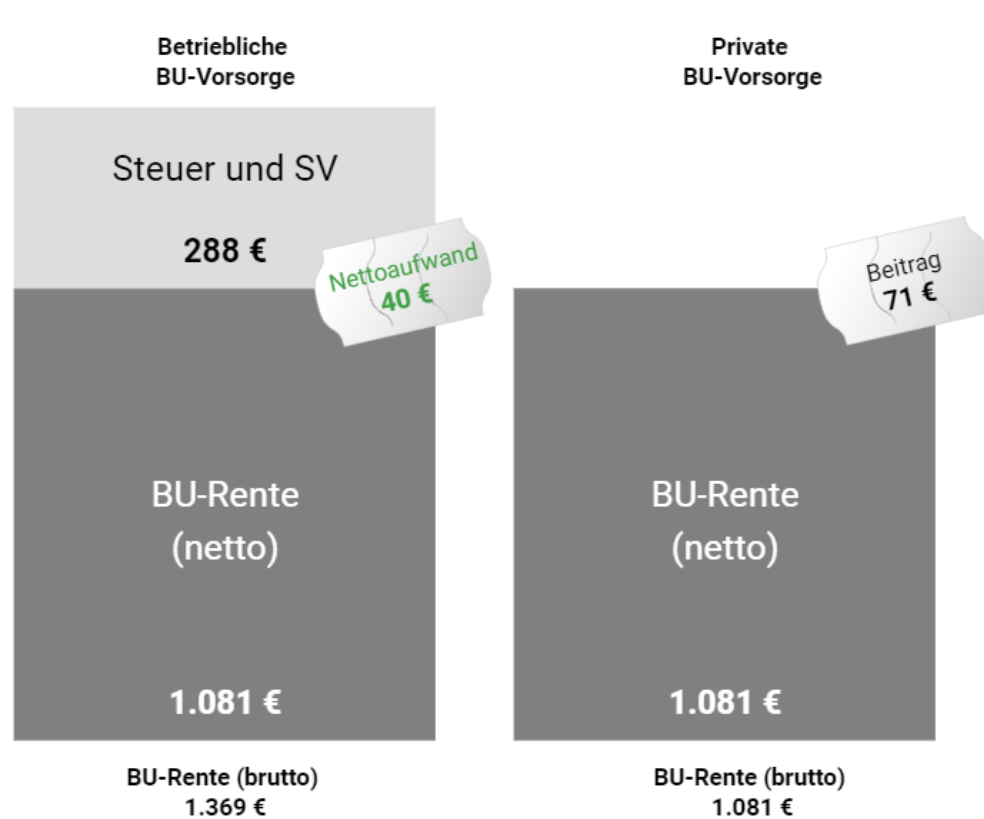 Betriebliche
BU-Vorsorge
Steuer und SV
288 €
Nettoaufwand
40 €
BU-Rente
(netto)
1.081 €
BU-Rente (brutto)
1.369 €
Private
BU-Vorsorge
Beitrag
71 €
BU-Rente
(netto)
1.081 €
BU-Rente (brutto)
1.081 €